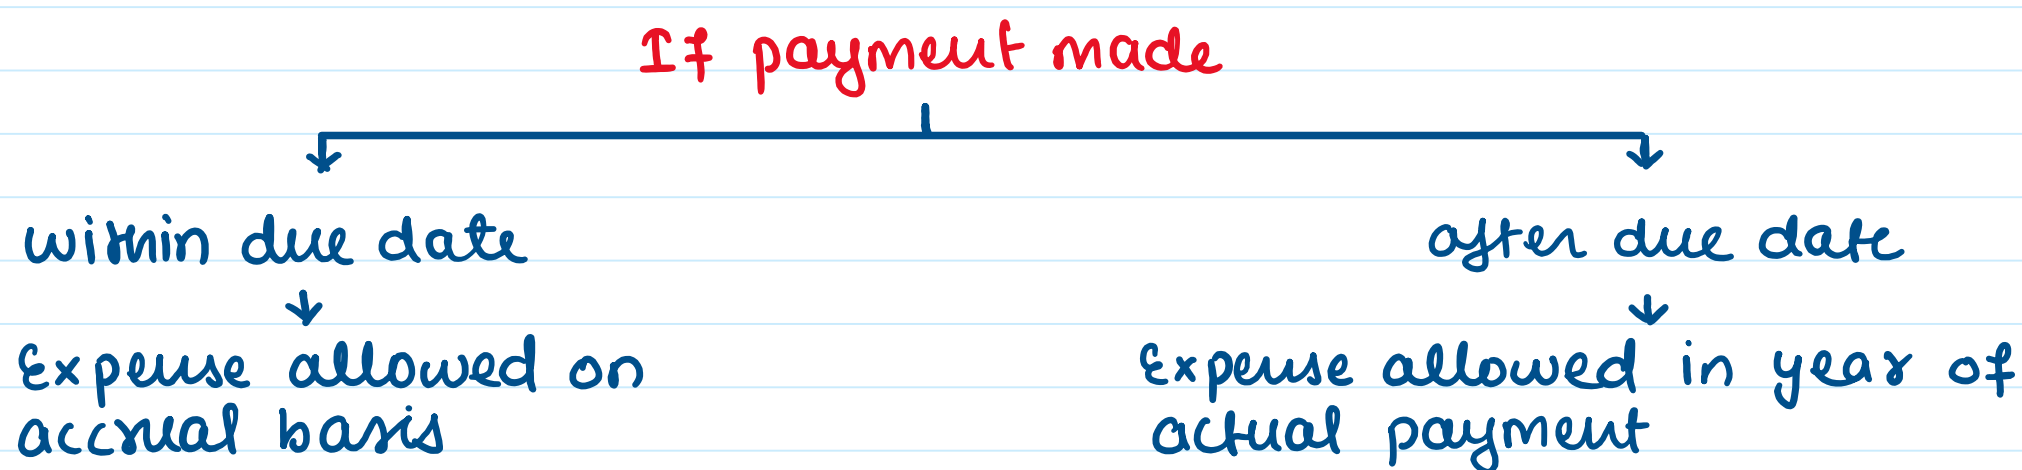 If payment made
within due date
after due date
Expense allowed on
accrual basis
Expense allowed in year of
actual payment